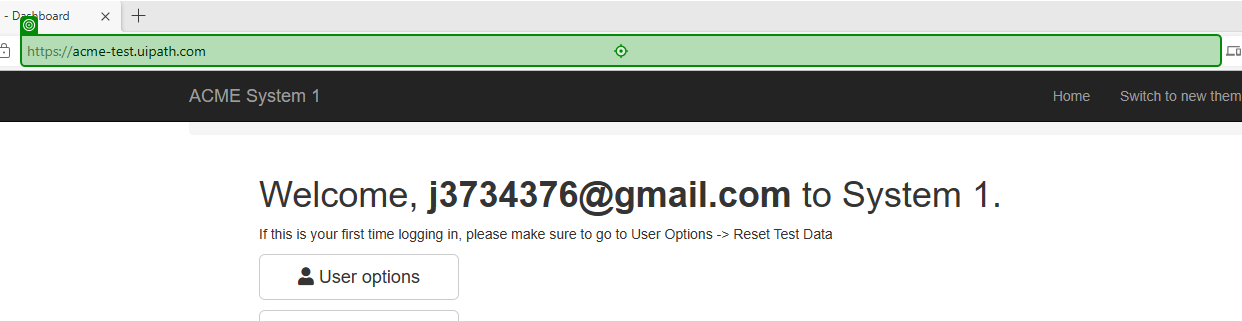 - Dashboard
https://acme-test.uipath.com
ACME System 1
Home
Switch to new them
Welcome, j3734376@gmail.com to System 1.
If this is your first time logging in, please make sure to go to User Options -> Reset Test Data
User options